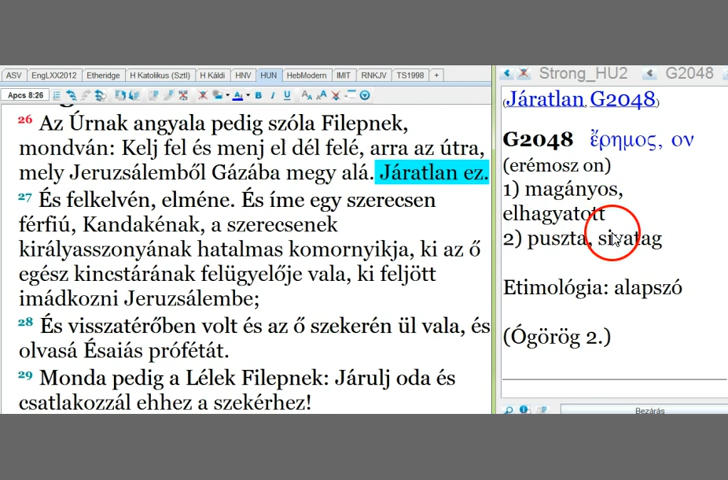 Strong_HU2 G2048
ASV EngLXX2012 Etheridge H Katolikus (SztI) H Káldi HNV HUN HebModern IMIT RNKJV TS1998 +
Apcs 8:26
26 Az Úrnak angyala pedig szóla Filepnek,
mondván: Kelj fel és menj el dél felé, arra az útra,
mely Jeruzsálemből Gázába megy alá. Járatlan ez.
27 És felkelvén, elméne. És íme egy szerecsen
férfiú, Kandakénak, a szerecsenek
királyasszonyának hatalmas komornyikja, ki az ő
egész kincstárának felügyelője vala, ki feljött
imádkozni Jeruzsálembe;
28 És visszatérőben volt és az ő szekerén ül vala, és
olvasá Ésaiás prófétát.
29 Monda pedig a Lélek Filepnek: Járulj oda és
csatlakozzál ehhez a szekérhez!
(Járatlan, G2048)
G2048 ἔρημος, ον
(erémosz on)
1) magányos,
elhagyatott
2) puszta, sivatag
Etimológia: alapszó
(Ógörög 2.)
Bezárás